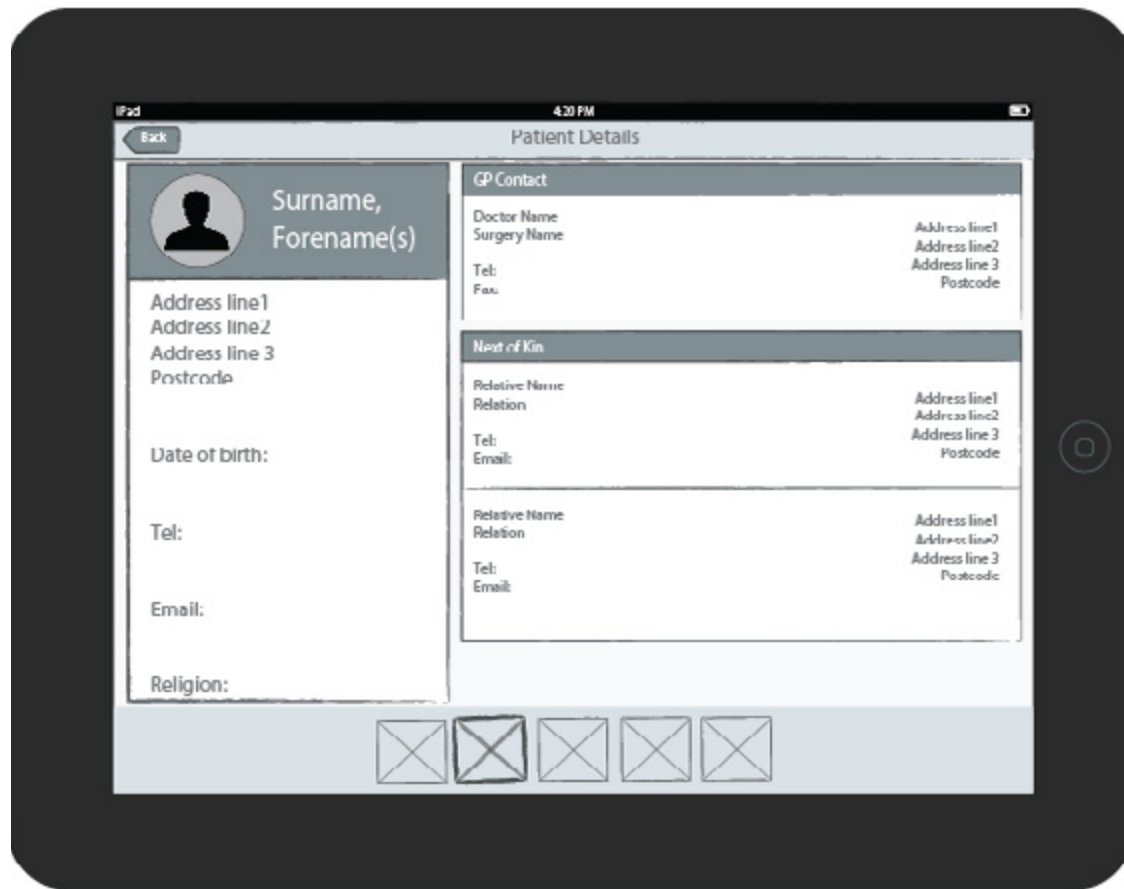 iPad
4:20 PM
Back
Patient Details
Surname,
Forename(s)
Address line1
Address line2
Address line 3
Postcode
Date of birth:
Tel:
Email:
Religion:
GP Contact
Doctor Name
Surgery Name
Tel:
Fax:
Address line1
Address line2
Address line 3
Postcode
Next of Kin
Relative Name
Relation
Tel:
Email:
Address line1
Address line2
Address line 3
Postcode
Relative Name
Relation
Tel:
Email:
Address line1
Address line2
Address line 3
Postcode